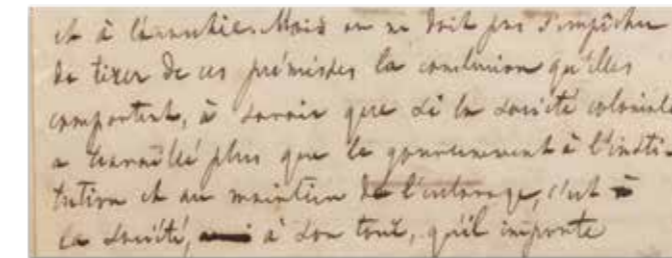 et à l'anarchie. Mais on ne doit pas s'empêcher
de tirer de ces prémisses la conclusion qu'elles
comportent, à savoir que si la société coloniale
a travaillé plus que le gouvernement à l'insti-
tution et au maintien de l'esclavage, c'est
la société, à son tout, qu'il importe